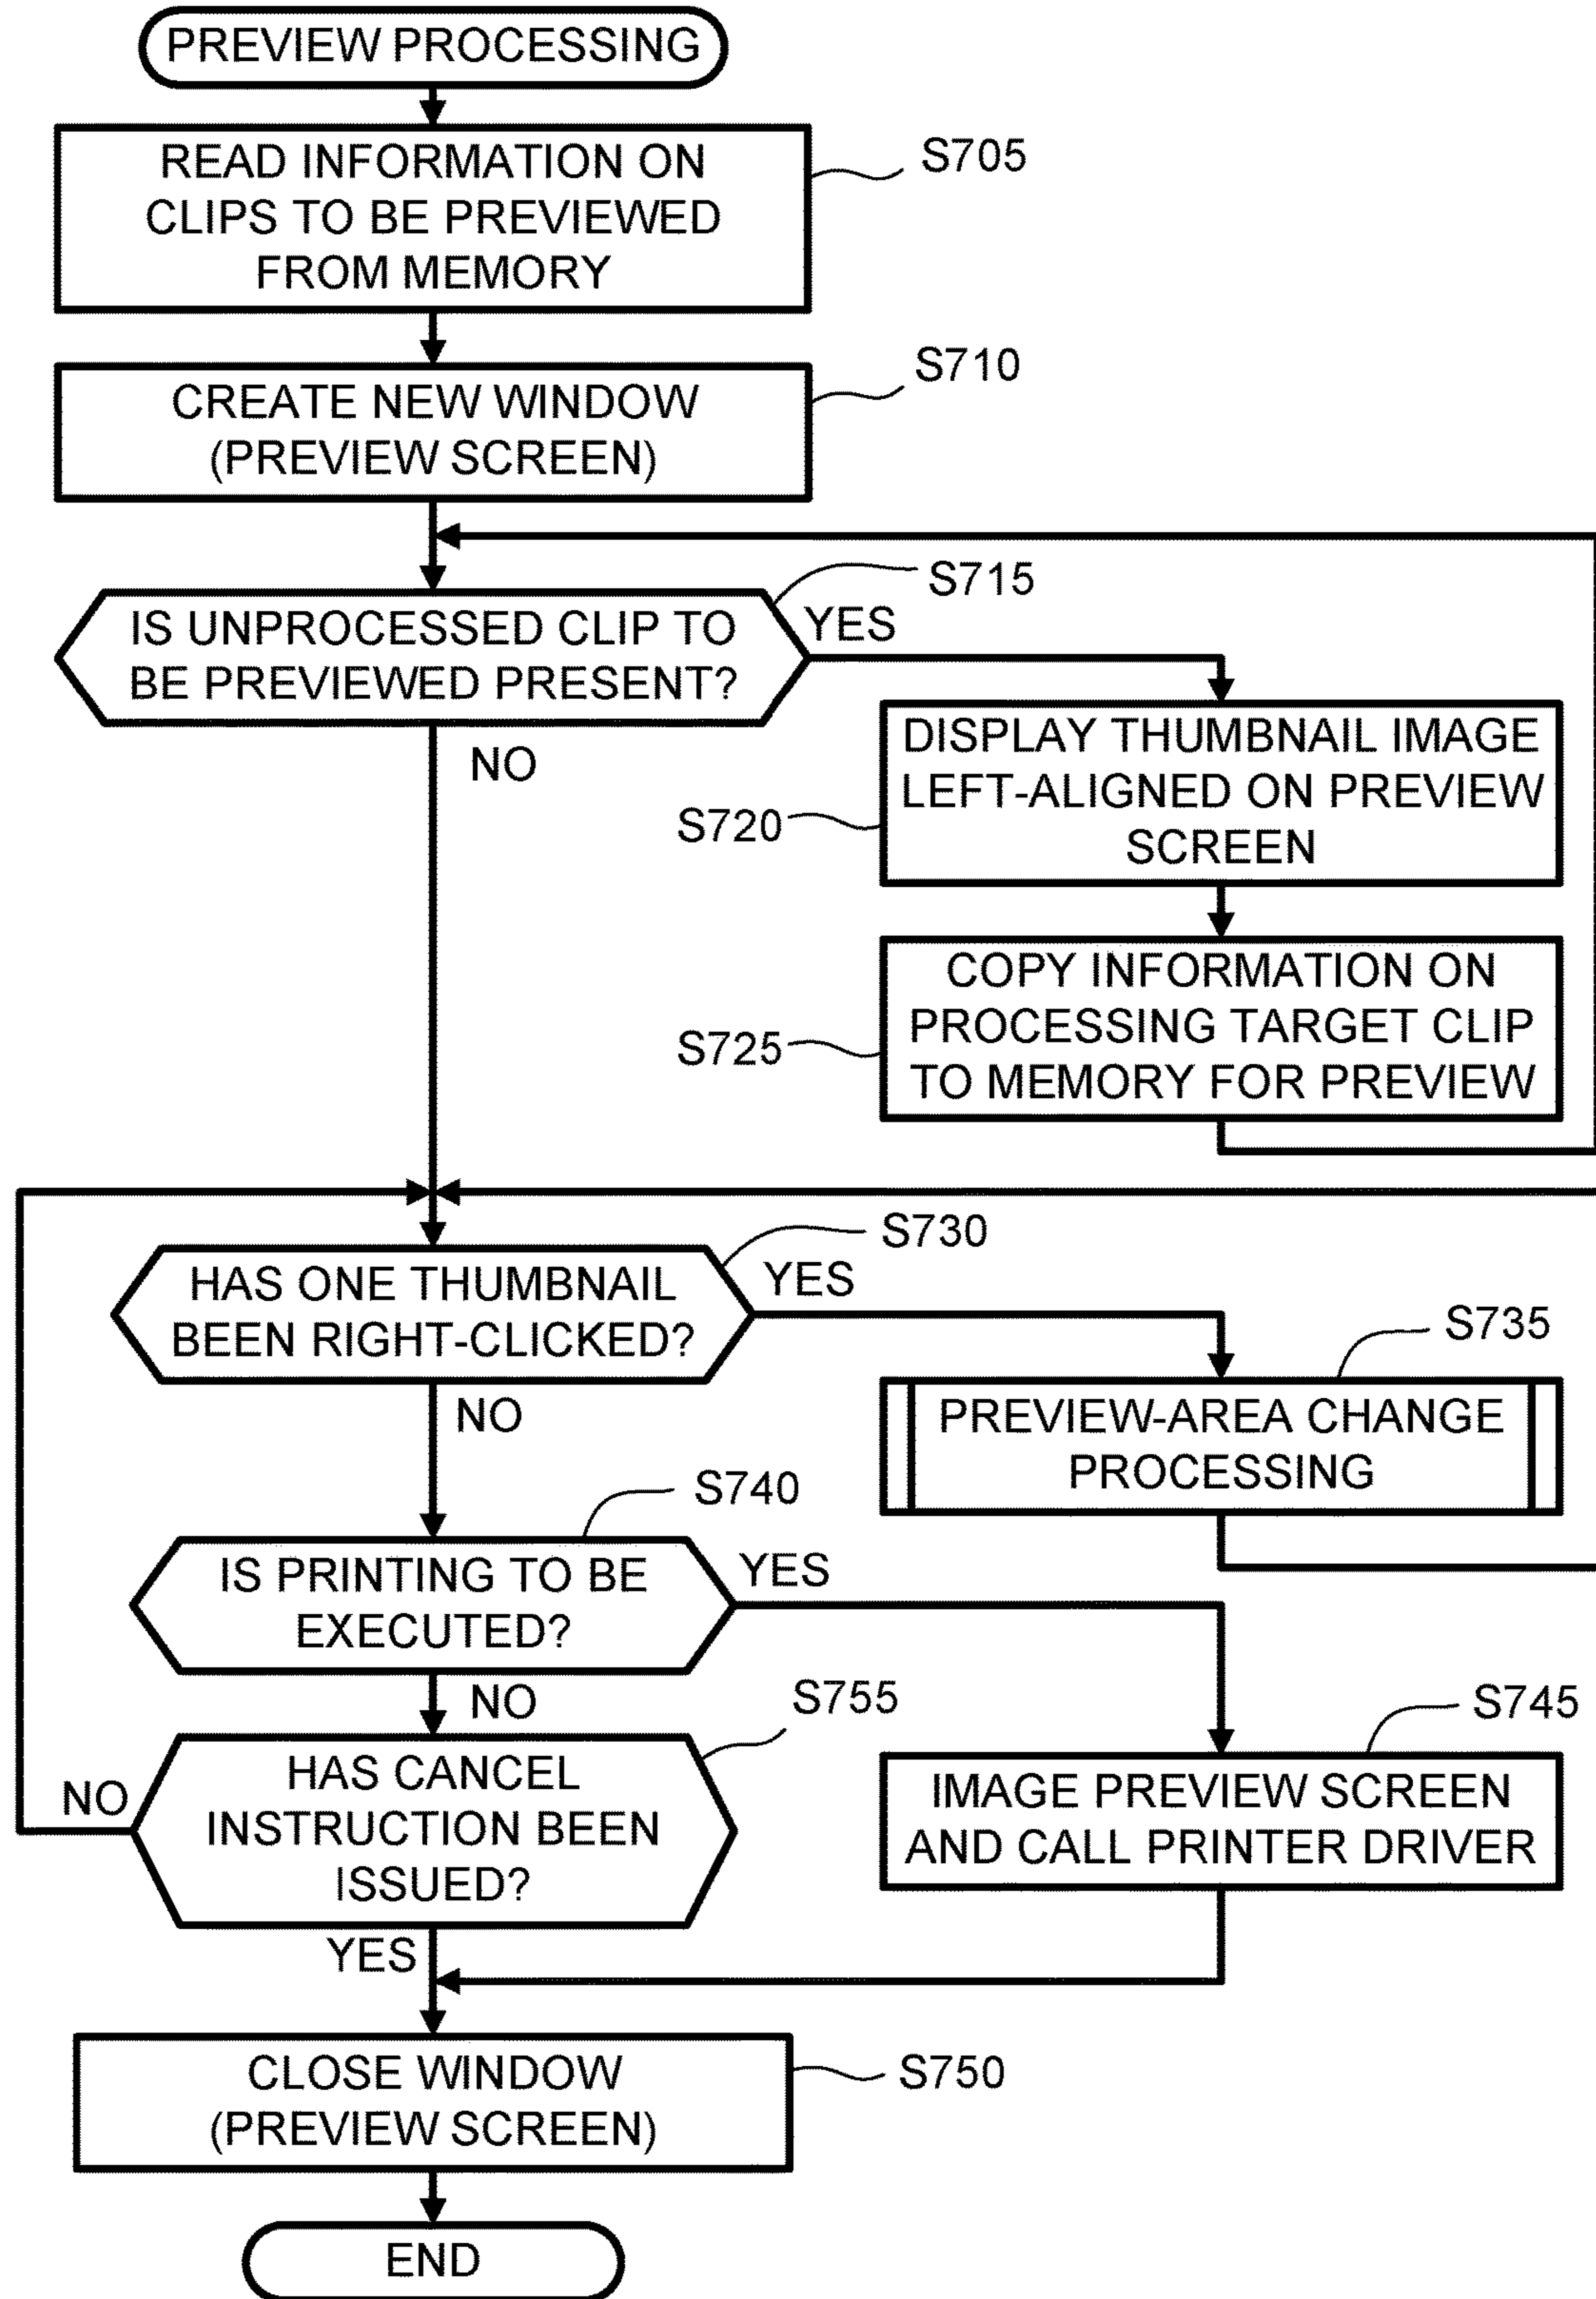 PREVIEW PROCESSING
READ INFORMATION ON
CLIPS TO BE PREVIEWED
FROM MEMORY
S705
CREATE NEW WINDOW
(PREVIEW SCREEN)
S710
IS UNPROCESSED CLIP TO
BE PREVIEWED PRESENT?
S715
YES
NO
DISPLAY THUMBNAIL IMAGE
LEFT-ALIGNED ON PREVIEW
SCREEN
S720
COPY INFORMATION ON
PROCESSING TARGET CLIP
TO MEMORY FOR PREVIEW
S725
HAS ONE THUMBNAIL
BEEN RIGHT-CLICKED?
S730
YES
NO
PREVIEW-AREA CHANGE
PROCESSING
S735
IS PRINTING TO BE
EXECUTED?
S740
YES
NO
IMAGE PREVIEW SCREEN
AND CALL PRINTER DRIVER
S745
HAS CANCEL
INSTRUCTION BEEN
ISSUED?
S755
NO
YES
CLOSE WINDOW
(PREVIEW SCREEN)
S750
END